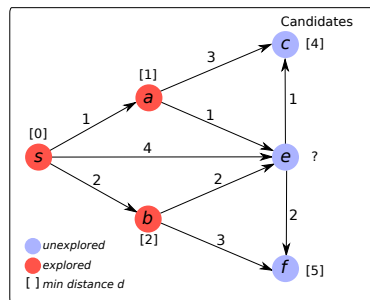 Candidates
c [4]
3
[1]
a
1
1
1
[0]
s
4
e ?
2
2
b
[2]
3
2
f [5]
unexplored
explored
[ ] min distance d